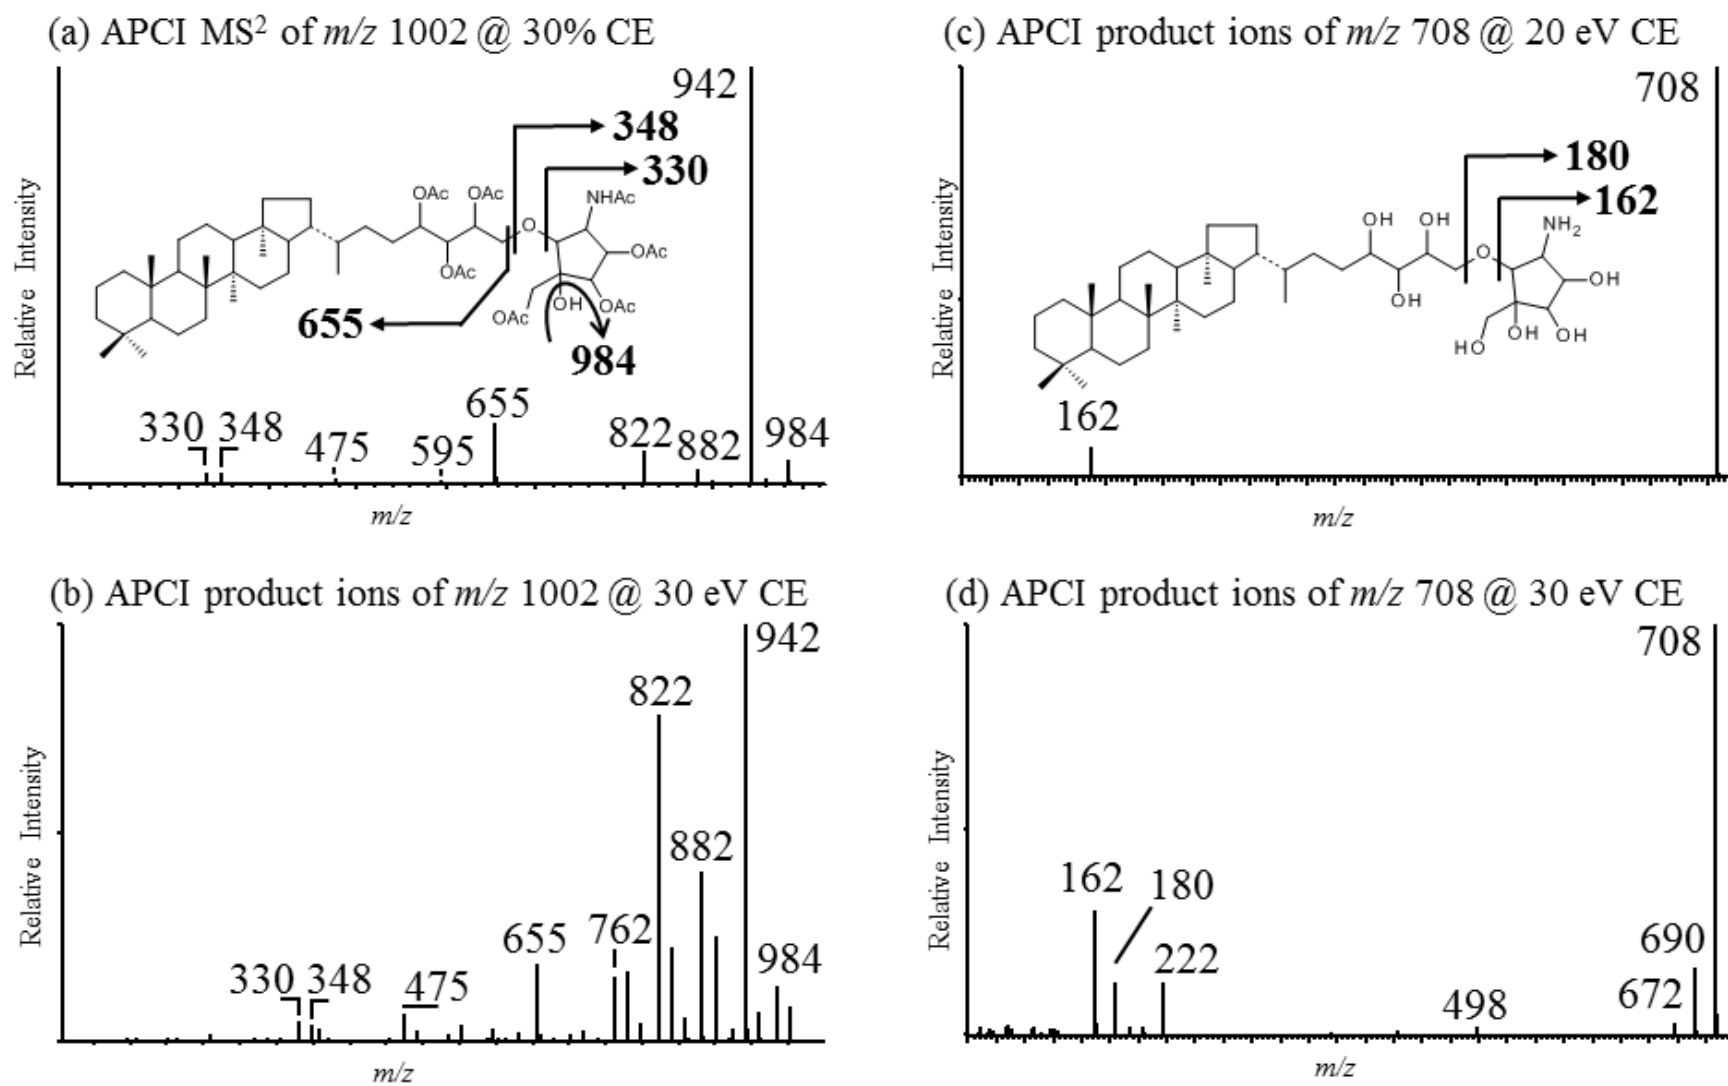 (a) APCI MS² of m/z 1002 @ 30% CE
942
348
330
OAc OAc NHAc
O
OAc
OAc
OH OAc
OAc
655
984
330 348 475 595 655 822 882 984
Relative Intensity
m/z
(c) APCI product ions of m/z 708 @ 20 eV CE
708
180
162
OH OH NH₂
O
OH
OH
HO OH OH
162
Relative Intensity
m/z
(b) APCI product ions of m/z 1002 @ 30 eV CE
942
822
882
762
655
984
330 348 475
Relative Intensity
m/z
(d) APCI product ions of m/z 708 @ 30 eV CE
708
162 180
222
690
672
498
Relative Intensity
m/z